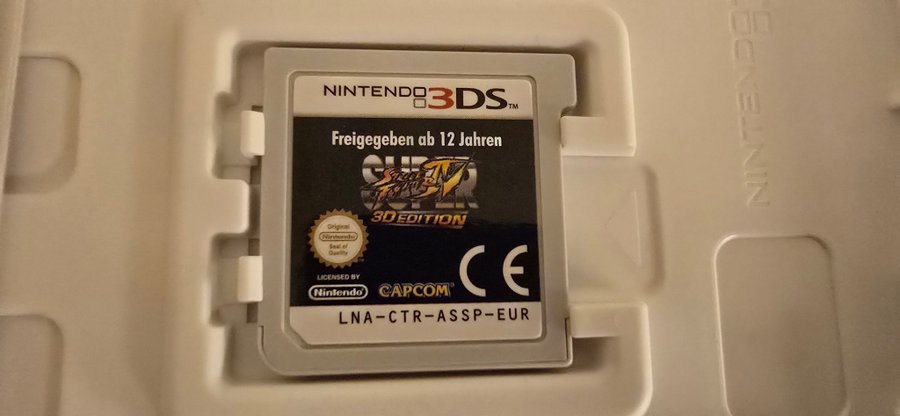 NINTENDO 3DS™
Freigegeben ab 12 Jahren
SUPER
STREET
FIGHTER IV
3D EDITION
Original
Nintendo
Seal of
Quality
LICENSED BY
Nintendo
CAPCOM
CE
LNA-CTR-ASSP-EUR
NINTENDO 3DS